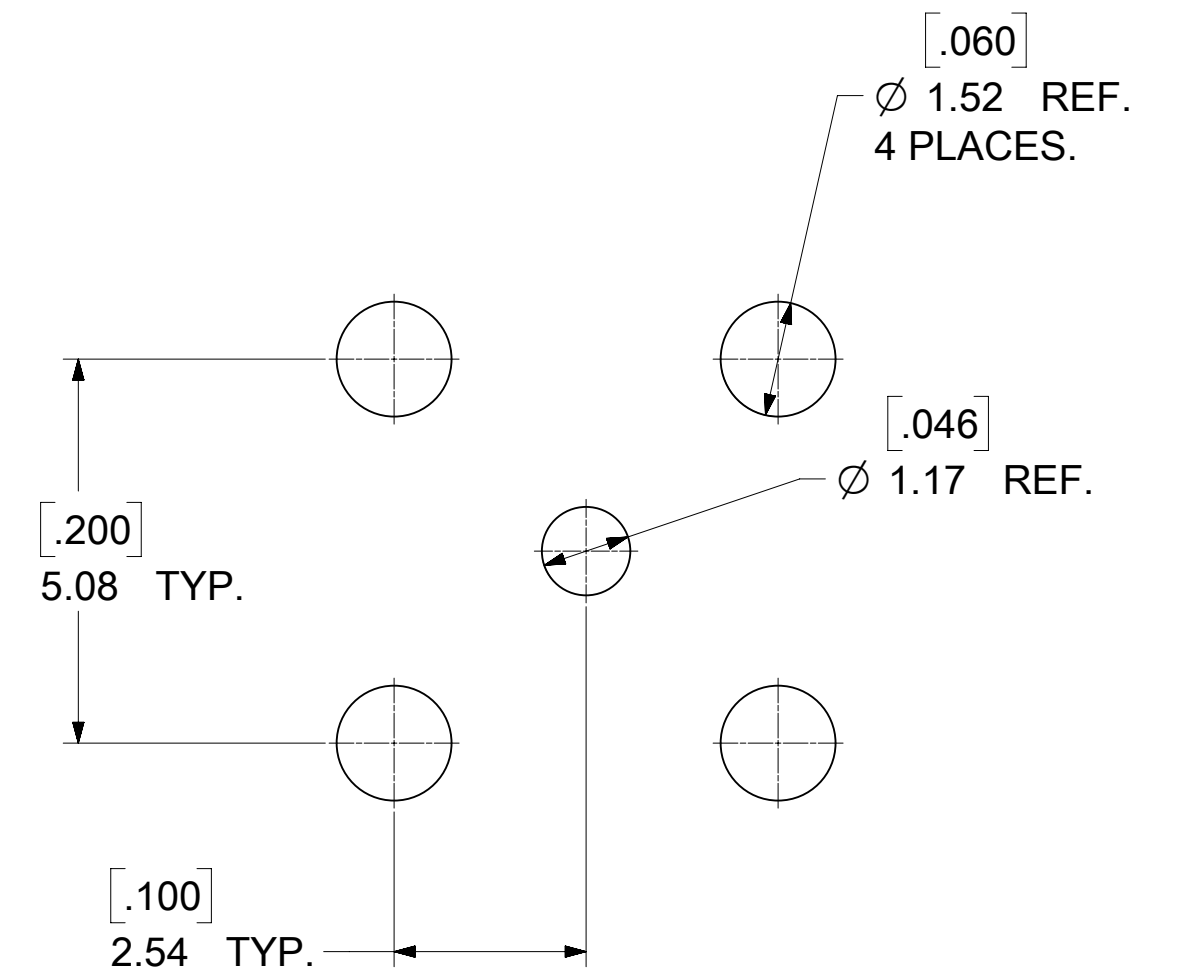 [.060]
∅ 1.52 REF.
4 PLACES.
[.046]
∅ 1.17 REF.
[.200]
5.08 TYP.
[.100]
2.54 TYP.